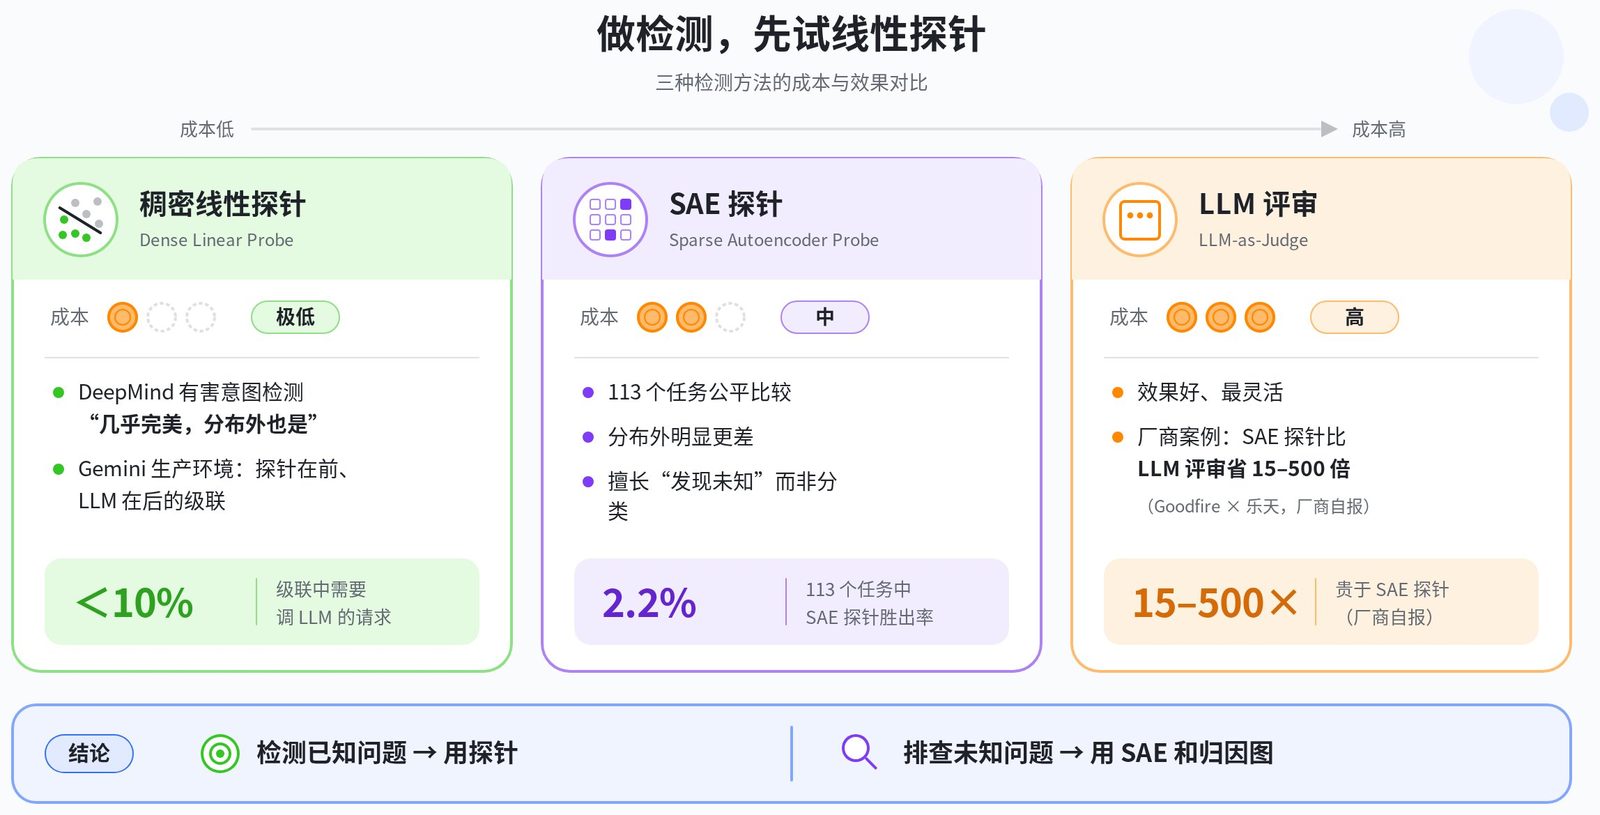 做检测，先试线性探针
三种检测方法的成本与效果对比
成本低
成本高
稠密线性探针
Dense Linear Probe
成本
极低
DeepMind 有害意图检测
“几乎完美，分布外也是”
Gemini 生产环境：探针在前、
LLM 在后的级联
＜10%
级联中需要
调 LLM 的请求
SAE 探针
Sparse Autoencoder Probe
成本
中
113 个任务公平比较
分布外明显更差
擅长“发现未知”而非分
类
2.2%
113 个任务中
SAE 探针胜出率
LLM 评审
LLM-as-Judge
成本
高
效果好、最灵活
厂商案例：SAE 探针比
LLM 评审省 15–500 倍
（Goodfire × 乐天，厂商自报）
15–500×
贵于 SAE 探针
（厂商自报）
结论
检测已知问题 → 用探针
排查未知问题 → 用 SAE 和归因图